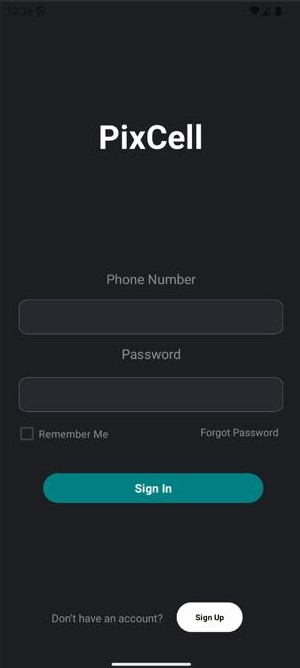 PixCell
Phone Number
Password
Remember Me
Forgot Password
Sign In
Don't have an account?
Sign Up